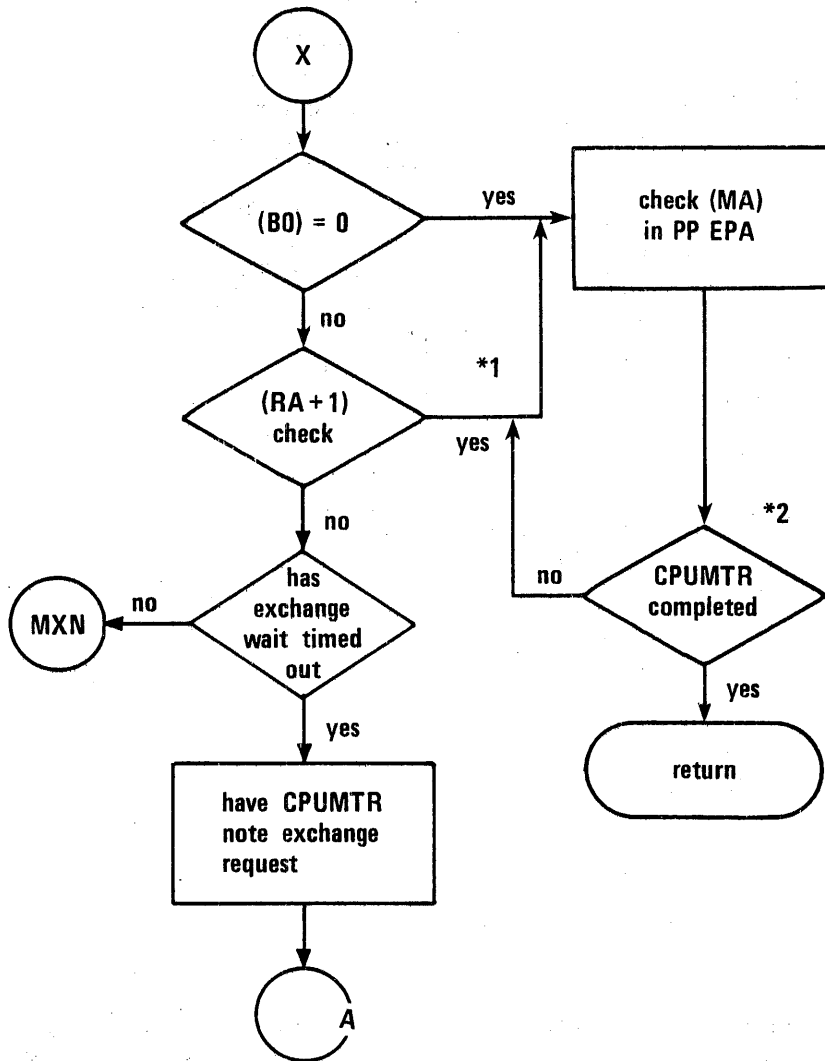 X
(B0) = 0
yes
check (MA)
in PP EPA
no
(RA + 1)
check
*1
yes
no
*2
has
exchange
wait timed
out
MXN
no
no
CPUMTR
completed
yes
yes
have CPUMTR
note exchange
request
return
A